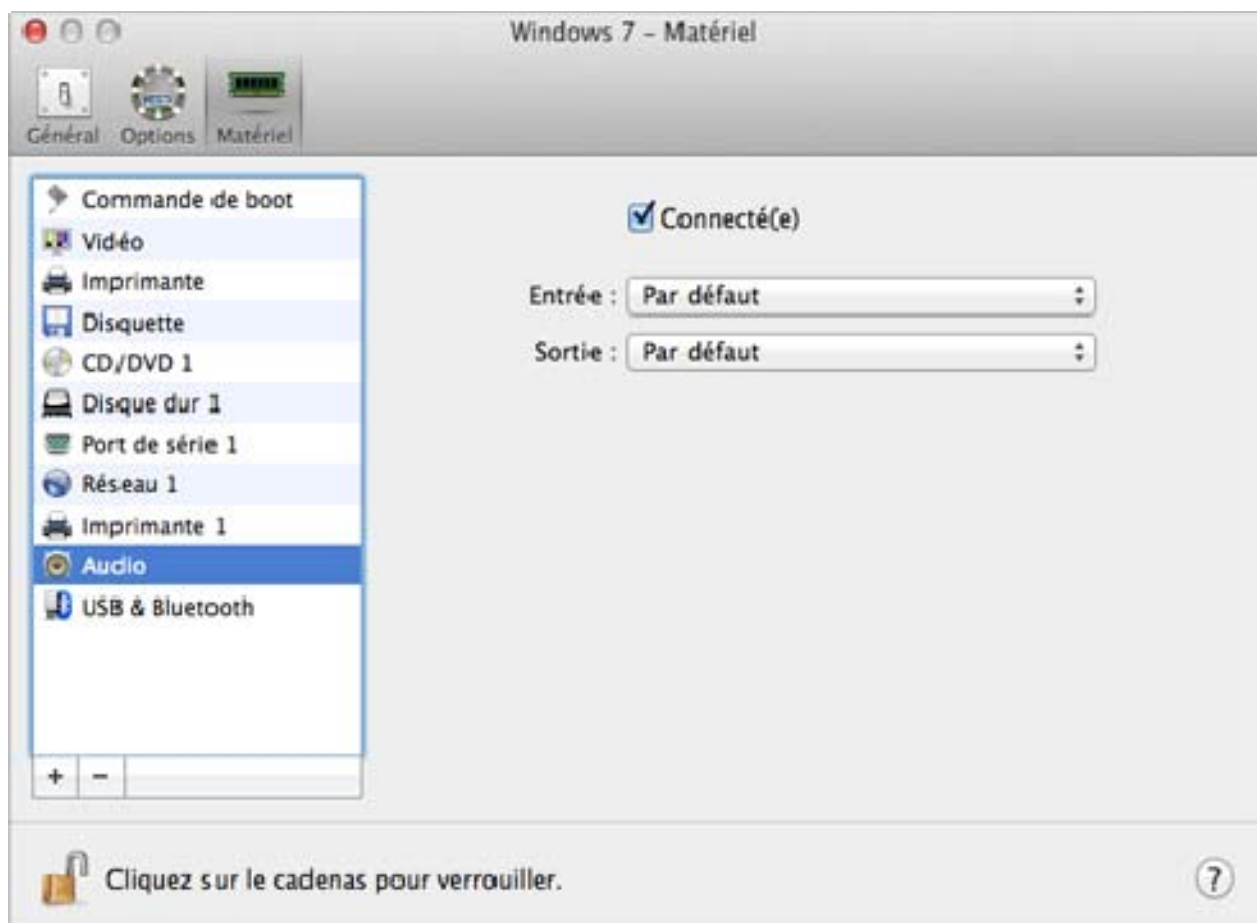 Windows 7 – Matériel
Général Options Matériel
Commande de boot
Vidéo
Imprimante
Disquette
CD/DVD 1
Disque dur 1
Port de série 1
Réseau 1
Imprimante 1
Audio
USB & Bluetooth
+ −
Connecté(e)
Entrée : Par défaut
Sortie : Par défaut
Cliquez sur le cadenas pour verrouiller.
?